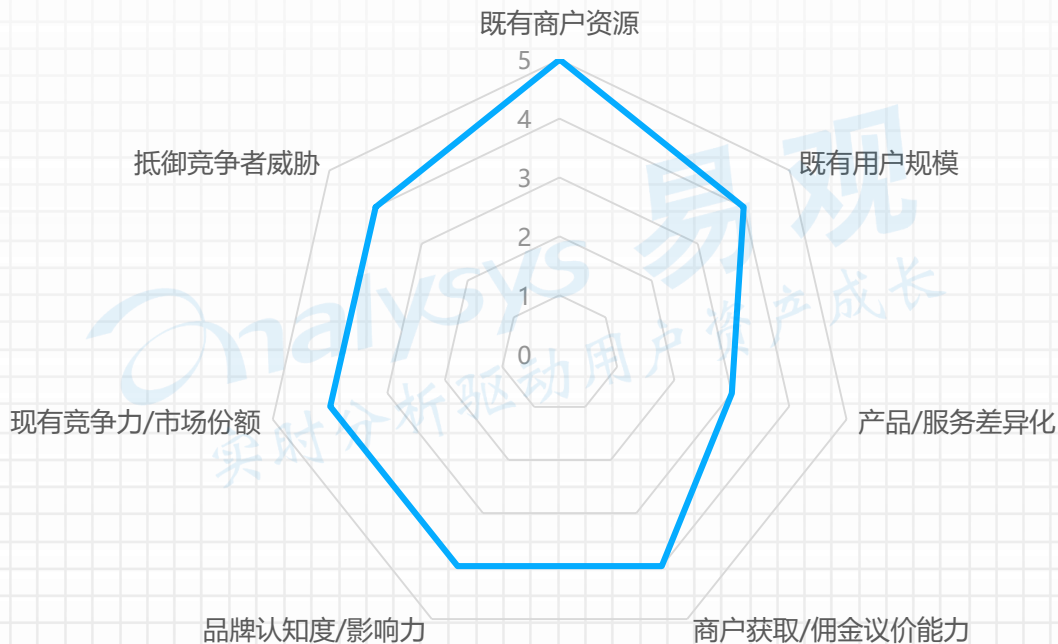 既有商户资源
5
4
3
2
1
0
既有用户规模
产品/服务差异化
商户获取/佣金议价能力
品牌认知度/影响力
现有竞争力/市场份额
抵御竞争者威胁
analysys 易观
实时分析驱动用户资产成长